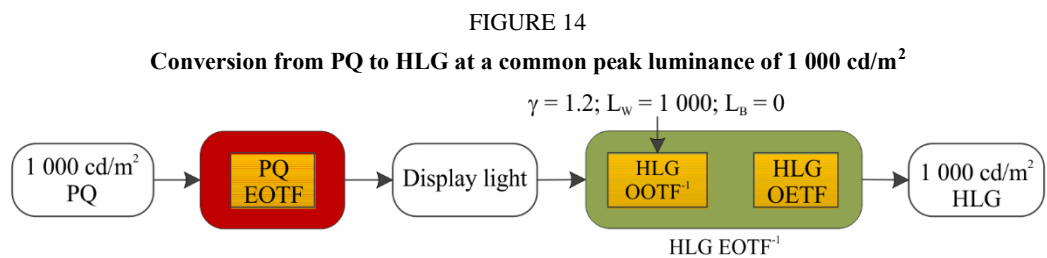 FIGURE 14
Conversion from PQ to HLG at a common peak luminance of 1 000 cd/m²
γ = 1.2; L_W = 1 000; L_B = 0
1 000 cd/m²
PQ
PQ
EOTF
Display light
HLG
OOTF⁻¹
HLG
OETF
1 000 cd/m²
HLG
HLG EOTF⁻¹